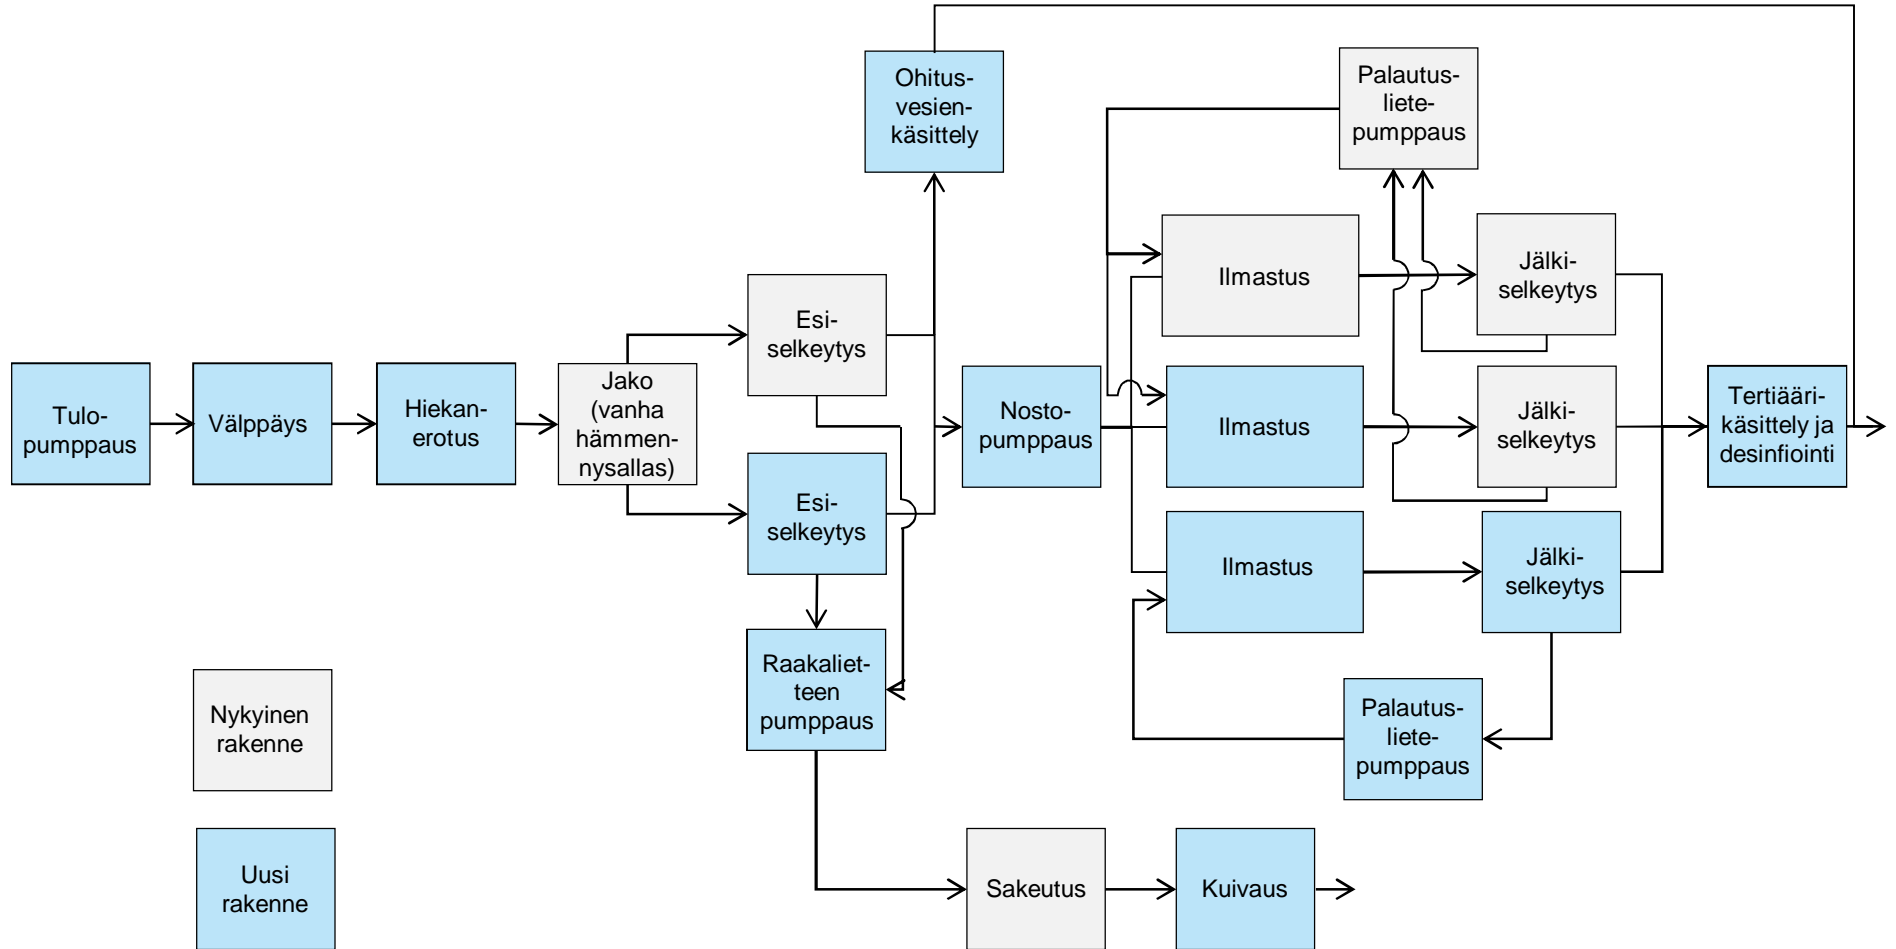 Ohitus-
vesien-
käsittely
Palautus-
liete-
pumppaus
Ilmastus
Jälki-
selkeytys
Esi-
selkeytys
Tulo-
pumppaus
Välppäys
Hiekan-
erotus
Jako
(vanha
hämmen-
nysallas)
Nosto-
pumppaus
Ilmastus
Jälki-
selkeytys
Tertiääri-
käsittely ja
desinfiointi
Esi-
selkeytys
Ilmastus
Jälki-
selkeytys
Raakaliet-
teen
pumppaus
Palautus-
liete-
pumppaus
Nykyinen
rakenne
Uusi
rakenne
Sakeutus
Kuivaus